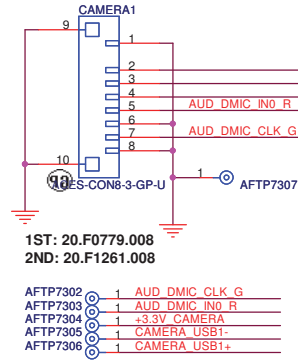 CAMERA1
9
1
2
3
4
5 AUD_DMIC_IN0_R
6
7 AUD_DMIC_CLK_G
8
10
ES-CON8-3-GP-U
1 AFTP7307
1ST: 20.F0779.008
2ND: 20.F1261.008
AFTP7302 1 AUD_DMIC_CLK_G
AFTP7303 1 AUD_DMIC_IN0_R
AFTP7304 1 +3.3V_CAMERA
AFTP7305 1 CAMERA_USB1-
AFTP7306 1 CAMERA_USB1+